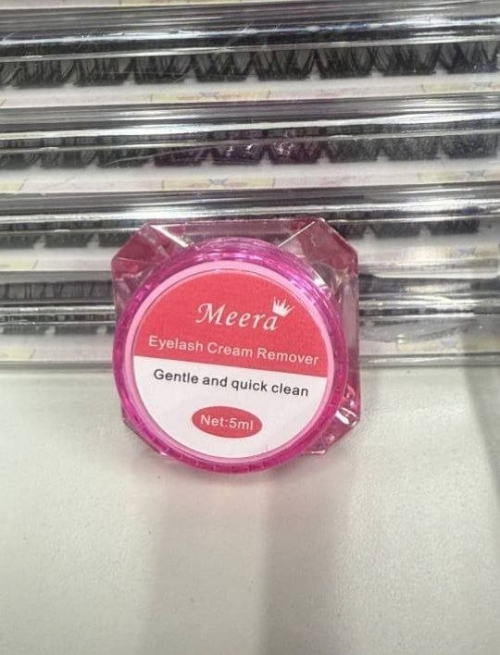 Meera
Eyelash Cream Remover
Gentle and quick clean
Net:5ml